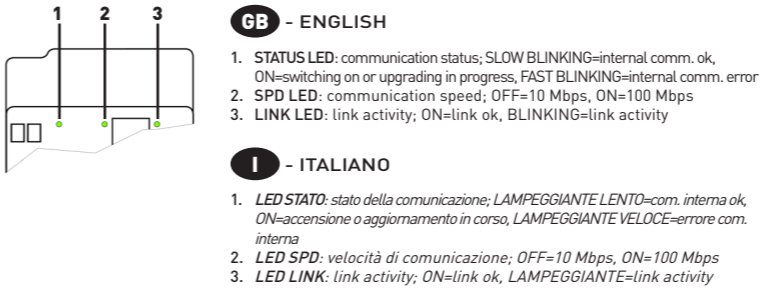 1 2 3
GB - ENGLISH
1. STATUS LED: communication status; SLOW BLINKING=internal comm. ok,
ON=switching on or upgrading in progress, FAST BLINKING=internal comm. error
2. SPD LED: communication speed; OFF=10 Mbps, ON=100 Mbps
3. LINK LED: link activity; ON=link ok, BLINKING=link activity
I - ITALIANO
1. LED STATO: stato della comunicazione; LAMPEGGIANTE LENTO=com. interna ok,
ON=accensione o aggiornamento in corso, LAMPEGGIANTE VELOCE=errore com.
interna
2. LED SPD: velocità di comunicazione; OFF=10 Mbps, ON=100 Mbps
3. LED LINK: link activity; ON=link ok, LAMPEGGIANTE=link activity